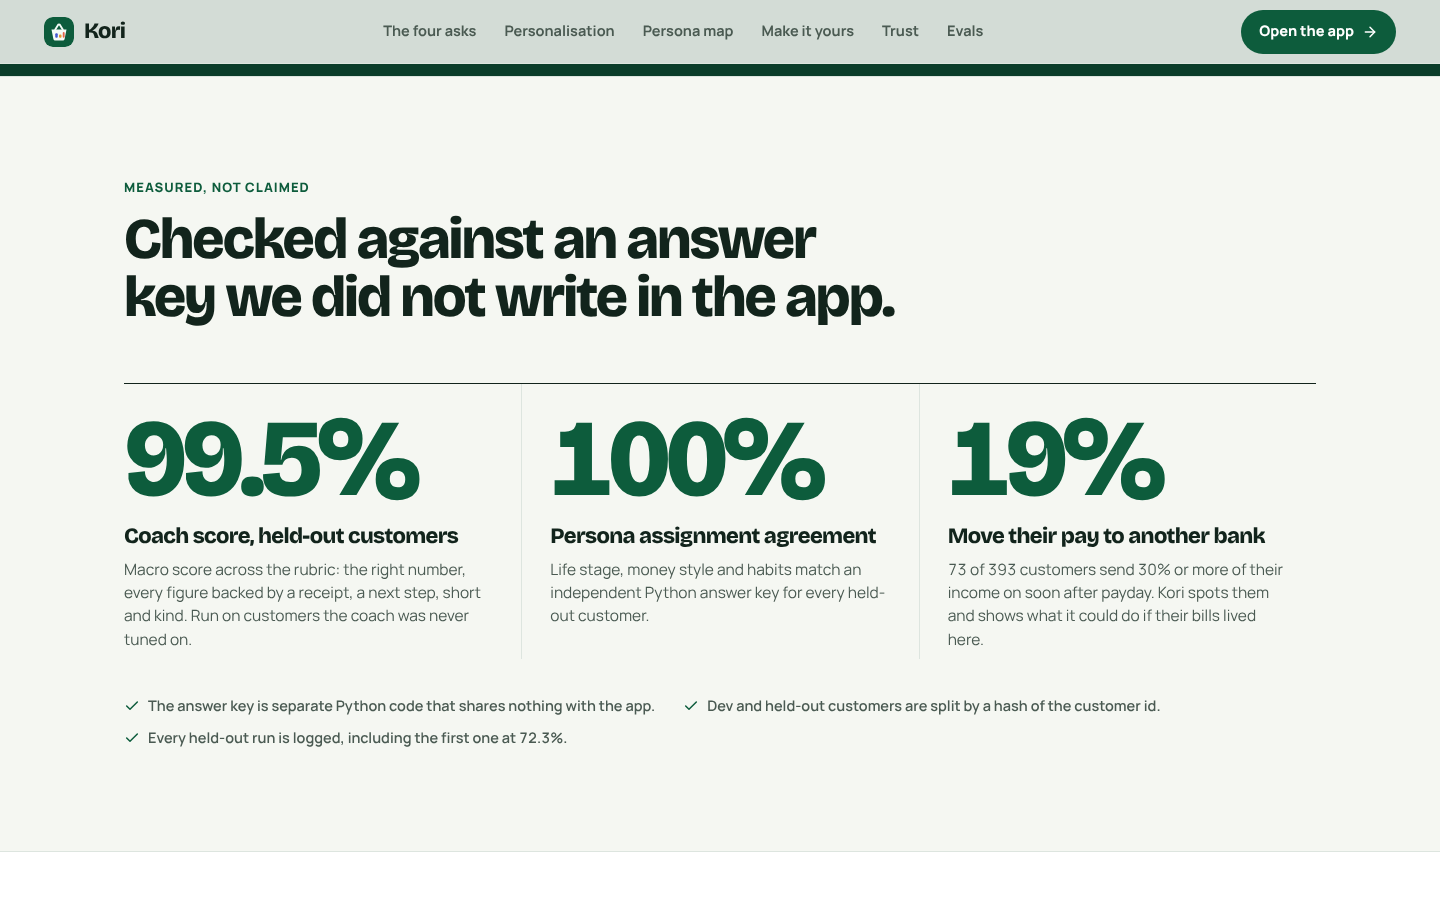 Kori
The four asks
Personalisation
Persona map
Make it yours
Trust
Evals
Open the app
MEASURED, NOT CLAIMED
Checked against an answer
key we did not write in the app.
99.5%
Coach score, held-out customers
Macro score across the rubric: the right number,
every figure backed by a receipt, a next step, short
and kind. Run on customers the coach was never
tuned on.
100%
Persona assignment agreement
Life stage, money style and habits match an
independent Python answer key for every held-
out customer.
19%
Move their pay to another bank
73 of 393 customers send 30% or more of their
income on soon after payday. Kori spots them
and shows what it could do if their bills lived
here.
The answer key is separate Python code that shares nothing with the app.
Dev and held-out customers are split by a hash of the customer id.
Every held-out run is logged, including the first one at 72.3%.